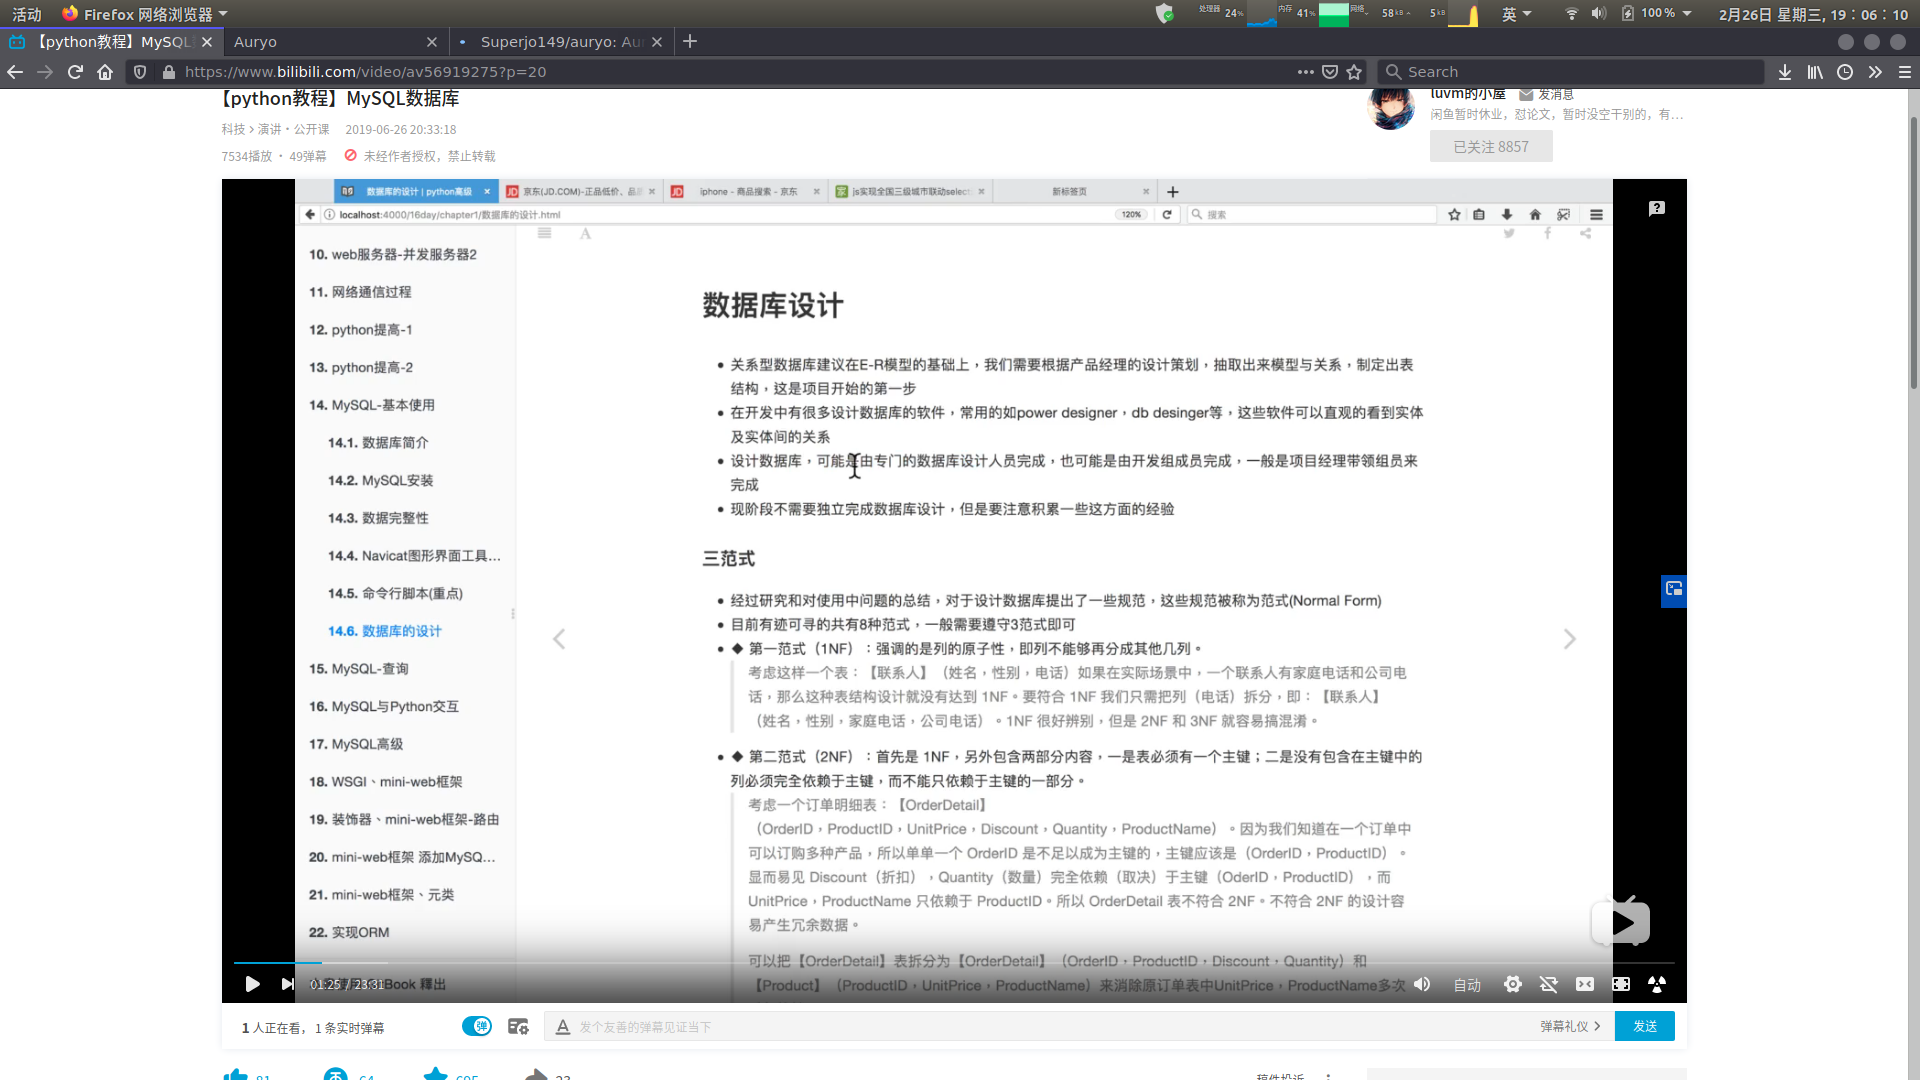 活动 Firefox 网络浏览器 处理器 24% 内存 41% 网络 58 kB 5 kB 英 100% 2月26日 星期三, 19:06:10
【python教程】MySQL Auryo Superjo149/auryo: Au
https://www.bilibili.com/video/av56919275?p=20 Search
【python教程】MySQL数据库
科技 > 演讲·公开课 2019-06-26 20:33:18
7534播放 · 49弹幕 未经作者授权，禁止转载
luvm的小屋 发消息
闲鱼暂时休业，怼论文，暂时没空干别的，有…
已关注 8857
数据库的设计 | python高级 京东(JD.COM)-正品低价、品 iphone - 商品搜索 - 京东 js实现全国三级城市联动select 新标签页
localhost:4000/16day/chapter1/数据库的设计.html 120% 搜索
10. web服务器-并发服务器2
11. 网络通信过程
12. python提高-1
13. python提高-2
14. MySQL-基本使用
14.1. 数据库简介
14.2. MySQL安装
14.3. 数据完整性
14.4. Navicat图形界面工具...
14.5. 命令行脚本(重点)
14.6. 数据库的设计
15. MySQL-查询
16. MySQL与Python交互
17. MySQL高级
18. WSGI、mini-web框架
19. 装饰器、mini-web框架-路由
20. mini-web框架 添加MySQ...
21. mini-web框架、元类
22. 实现ORM
Book 釋出
A
数据库设计
• 关系型数据库建议在E-R模型的基础上，我们需要根据产品经理的设计策划，抽取出来模型与关系，制定出表
结构，这是项目开始的第一步
• 在开发中有很多设计数据库的软件，常用的如power designer，db desinger等，这些软件可以直观的看到实体
及实体间的关系
• 设计数据库，可能是由专门的数据库设计人员完成，也可能是由开发组成员完成，一般是项目经理带领组员来
完成
• 现阶段不需要独立完成数据库设计，但是要注意积累一些这方面的经验
三范式
• 经过研究和对使用中问题的总结，对于设计数据库提出了一些规范，这些规范被称为范式(Normal Form)
• 目前有迹可寻的共有8种范式，一般需要遵守3范式即可
• ◆ 第一范式（1NF）：强调的是列的原子性，即列不能够再分成其他几列。
考虑这样一个表：【联系人】（姓名，性别，电话）如果在实际场景中，一个联系人有家庭电话和公司电
话，那么这种表结构设计就没有达到 1NF。要符合 1NF 我们只需把列（电话）拆分，即：【联系人】
（姓名，性别，家庭电话，公司电话）。1NF 很好辨别，但是 2NF 和 3NF 就容易搞混淆。
• ◆ 第二范式（2NF）：首先是 1NF，另外包含两部分内容，一是表必须有一个主键；二是没有包含在主键中的
列必须完全依赖于主键，而不能只依赖于主键的一部分。
考虑一个订单明细表：【OrderDetail】
（OrderID，ProductID，UnitPrice，Discount，Quantity，ProductName）。因为我们知道在一个订单中
可以订购多种产品，所以单单一个 OrderID 是不足以成为主键的，主键应该是（OrderID，ProductID）。
显而易见 Discount（折扣），Quantity（数量）完全依赖（取决）于主键（OderID，ProductID），而
UnitPrice，ProductName 只依赖于 ProductID。所以 OrderDetail 表不符合 2NF。不符合 2NF 的设计容
易产生冗余数据。
可以把【OrderDetail】表拆分为【OrderDetail】（OrderID，ProductID，Discount，Quantity）和
【Product】（ProductID，UnitPrice，ProductName）来消除原订单表中UnitPrice，ProductName多次
01:25 / 23:31 自动
1 人正在看， 1 条实时弹幕 弹 A 发个友善的弹幕见证当下 弹幕礼仪 > 发送
81 64 605 23 稿件投诉